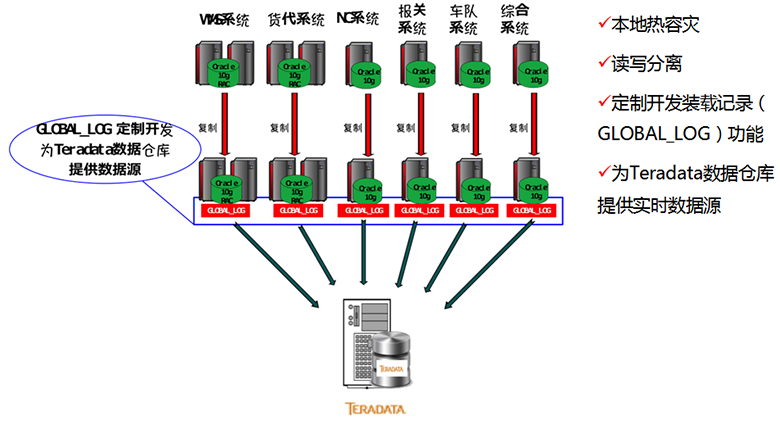 WMS系统 货代系统 NC系统 报关系统 车队系统 综合系统
Oracle 10g RAC
Oracle 10g RAC
Oracle 10g
Oracle 10g
Oracle 10g
Oracle 10g
复制 复制 复制 复制 复制 复制
GLOBAL_LOG 定制开发
为Teradata数据仓库
提供数据源
Oracle 10g RAC
Oracle 10g RAC
Oracle 10g
Oracle 10g
Oracle 10g
Oracle 10g
GLOBAL_LOG GLOBAL_LOG GLOBAL_LOG GLOBAL_LOG GLOBAL_LOG GLOBAL_LOG
TERADATA
TERADATA
✓本地热容灾
✓读写分离
✓定制开发装载记录（
GLOBAL_LOG）功能
✓为Teradata数据仓库
提供实时数据源